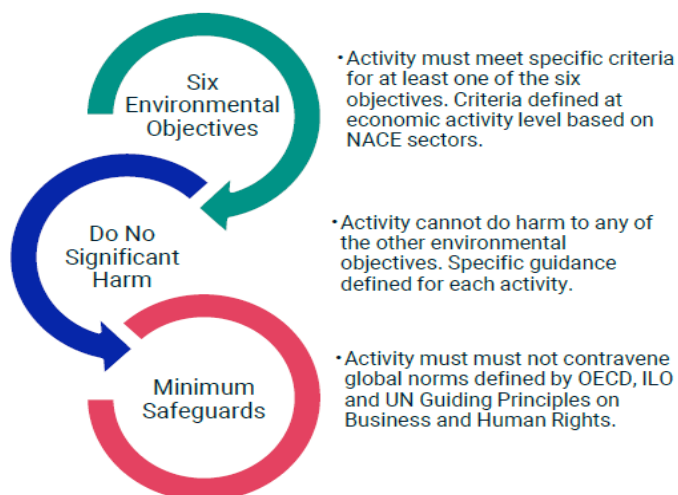 Six
Environmental
Objectives
•Activity must meet specific criteria
for at least one of the six
objectives. Criteria defined at
economic activity level based on
NACE sectors.
Do No
Significant
Harm
•Activity cannot do harm to any of
the other environmental
objectives. Specific guidance
defined for each activity.
Minimum
Safeguards
•Activity must must not contravene
global norms defined by OECD, ILO
and UN Guiding Principles on
Business and Human Rights.